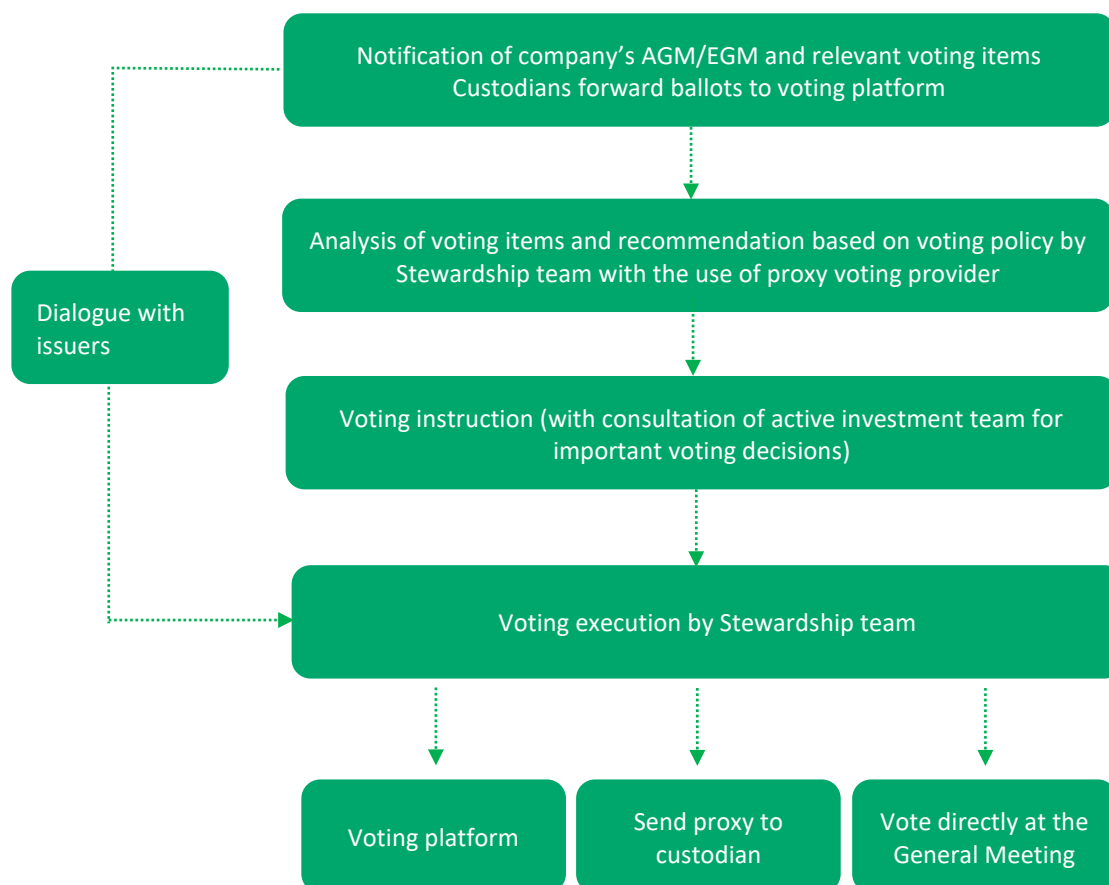 Notification of company’s AGM/EGM and relevant voting items
Custodians forward ballots to voting platform
Analysis of voting items and recommendation based on voting policy by
Stewardship team with the use of proxy voting provider
Dialogue with
issuers
Voting instruction (with consultation of active investment team for
important voting decisions)
Voting execution by Stewardship team
Voting platform
Send proxy to
custodian
Vote directly at the
General Meeting